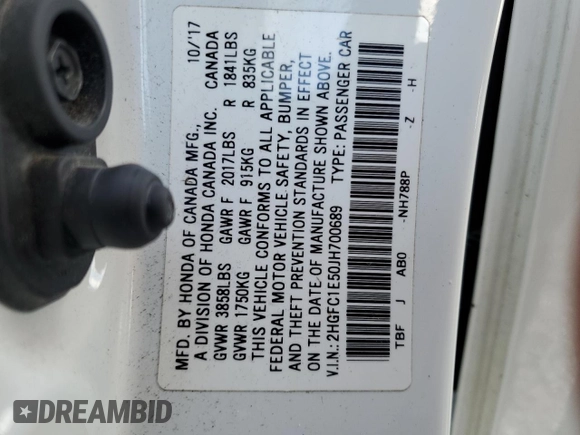 MFD. BY HONDA OF CANADA MFG., 10/'17
A DIVISION OF HONDA CANADA INC. CANADA
GVWR 3858LBS GAWR F 2017LBS R 1841LBS
GVWR 1750KG GAWR F 915KG R 835KG
THIS VEHICLE CONFORMS TO ALL APPLICABLE
FEDERAL MOTOR VEHICLE SAFETY, BUMPER,
AND THEFT PREVENTION STANDARDS IN EFFECT
ON THE DATE OF MANUFACTURE SHOWN ABOVE.
V.I.N.: 2HGFC1E50JH700689 TYPE: PASSENGER CAR
TBF J AB0 -NH788P -Z -H
DREAMBID